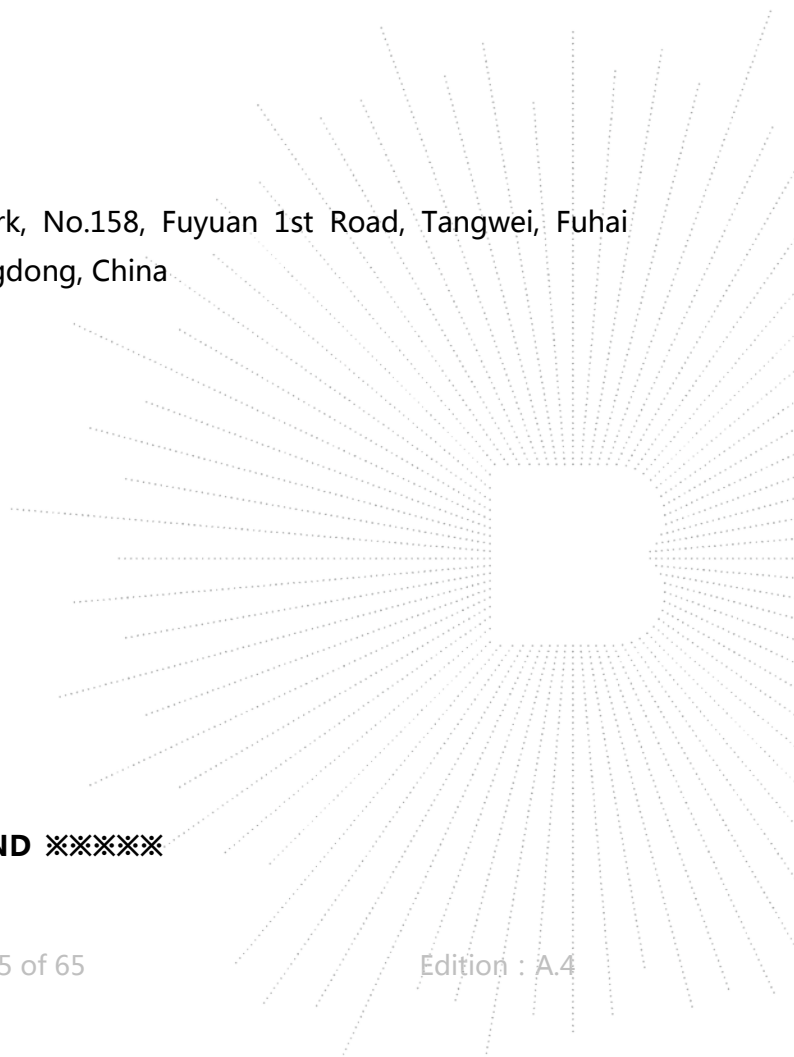 rk, No.158, Fuyuan 1st Road, Tangwei, Fuhai
gdong, China
ND ※※※※※
5 of 65 Edition : A.4